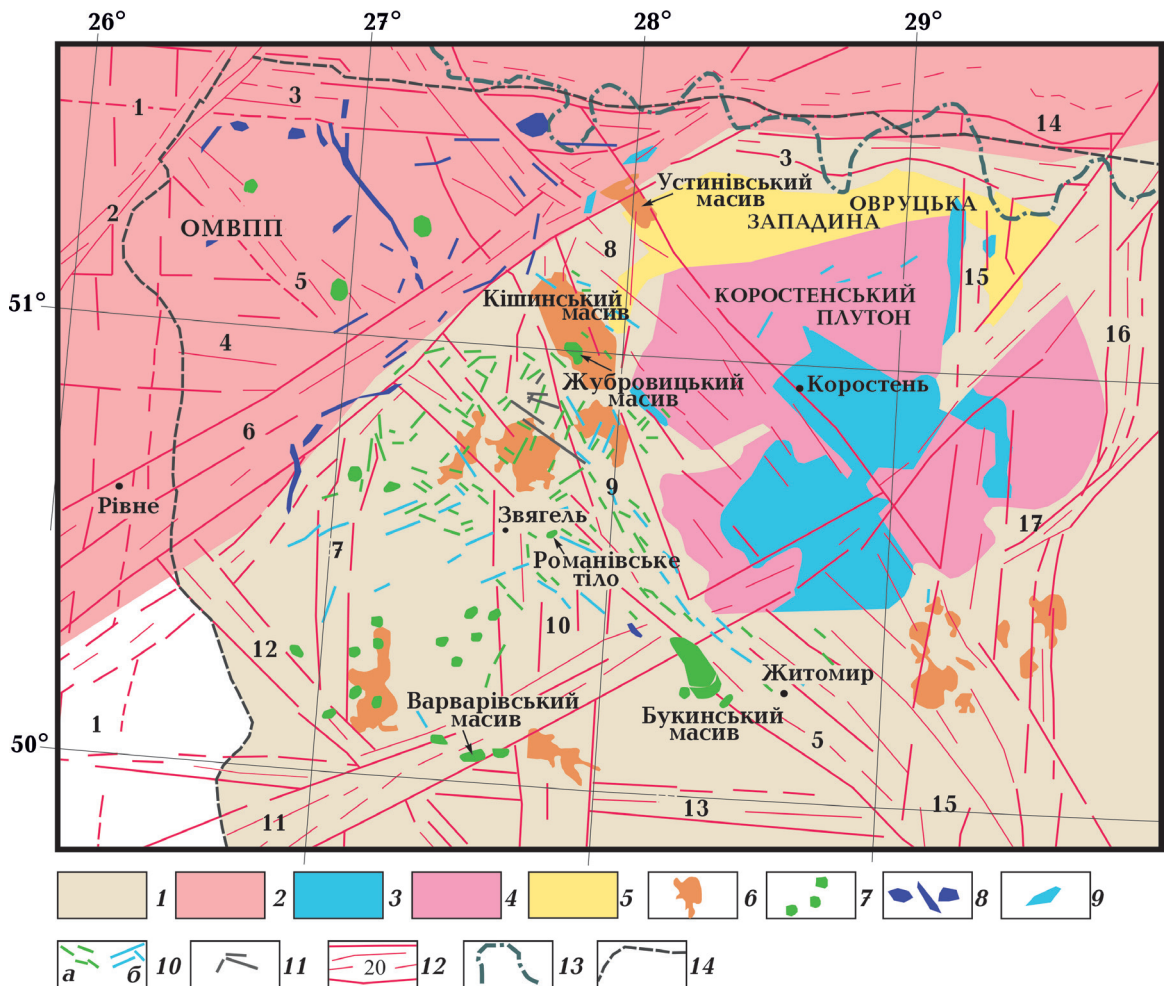 26°
27°
28°
29°
1
3
14
3
Устинівський
масив
ОВРУЦЬКА
ЗАПАДИНА
2
ОМВПП
8
5
15
51°
Кішинський
масив
КОРОСТЕНСЬКИЙ
ПЛУТОН
16
4
Жубровицький
масив
Коростень
6
Рівне
9
Звягель
17
7
Романівське
тіло
10
12
Житомир
Варварівський
масив
Букинський
масив
1
50°
5
13
15
11
1
2
3
4
5
6
7
8
9
а
б
10
11
20
12
13
14